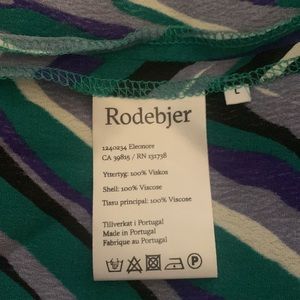 Rodebjer
L
1240234 Eleonore
CA 39815 / RN 131738
Yttertyg: 100% Viskos
Shell: 100% Viscose
Tissu principal: 100% Viscose
Tillverkat i Portugal
Made in Portugal
Fabrique au Portugal
P